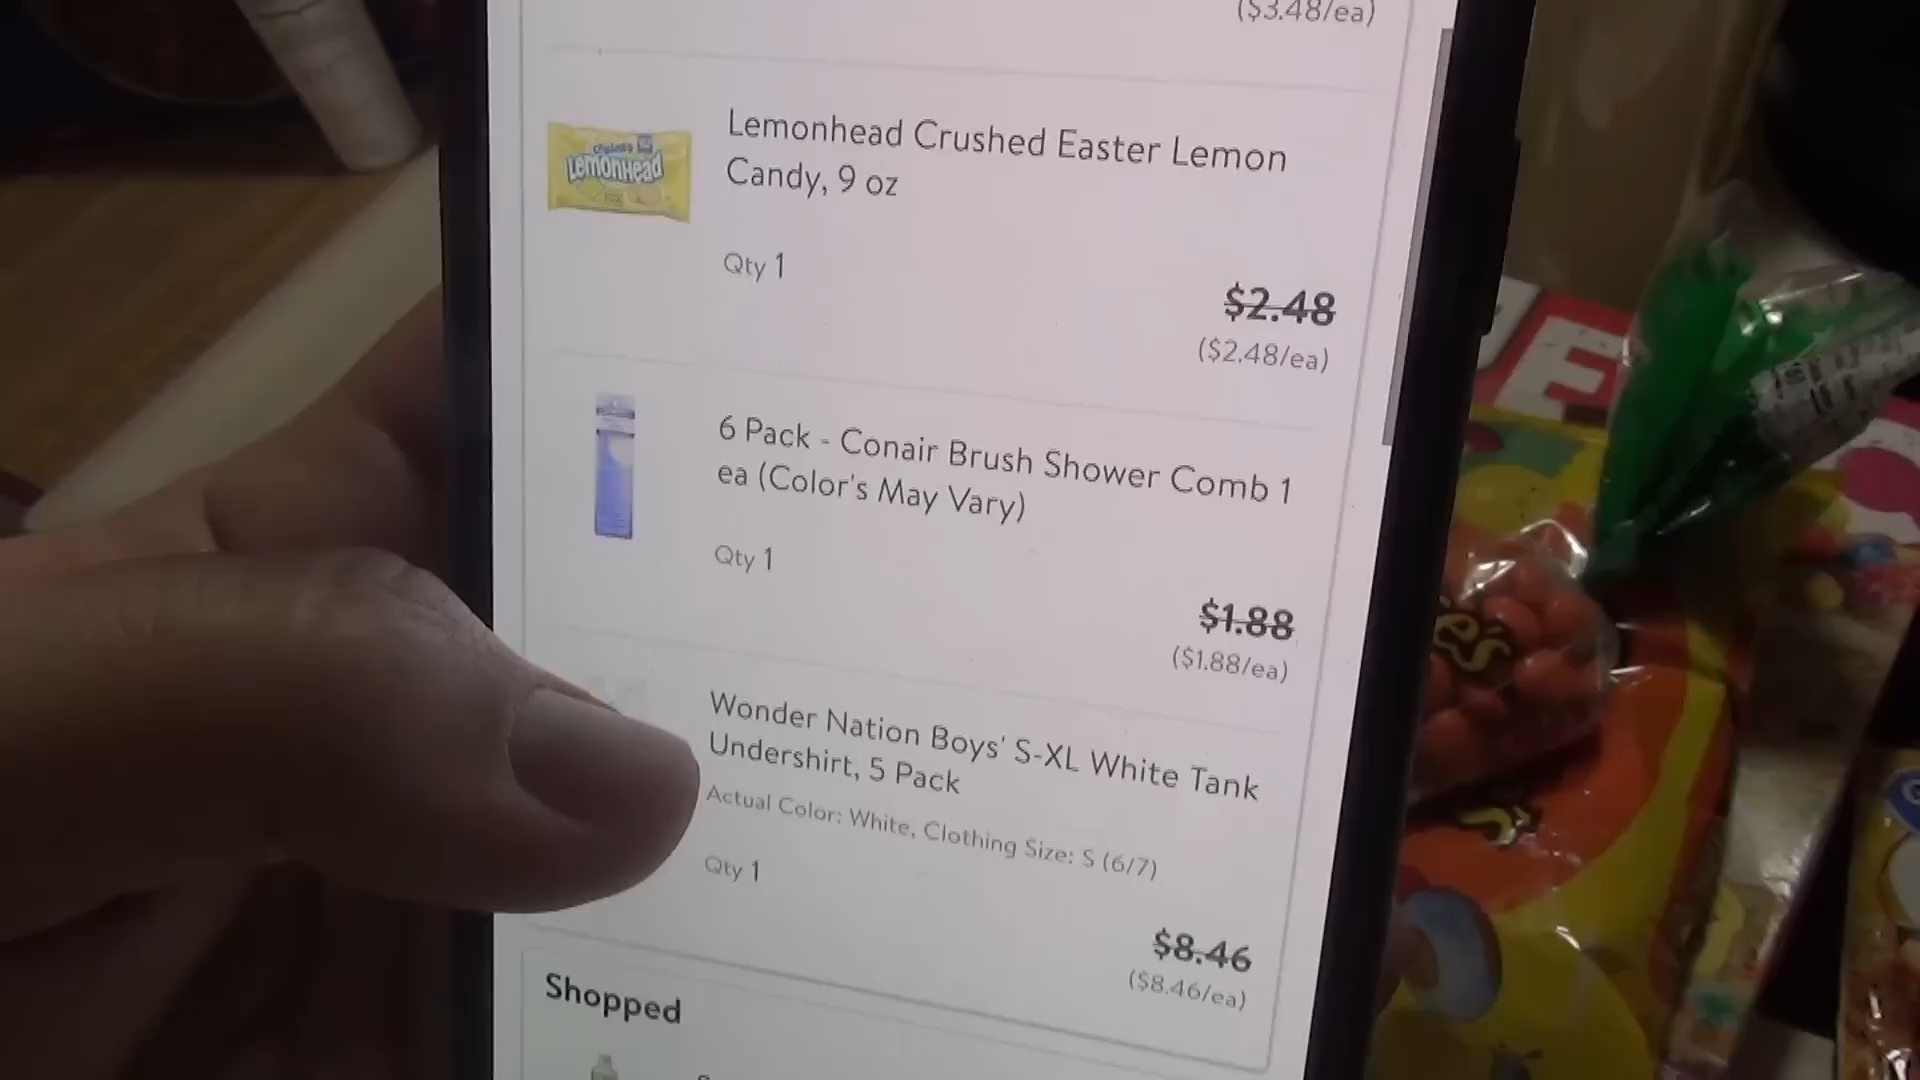 ($3.48/ea)
LEMONHEAD
Lemonhead Crushed Easter Lemon
Candy, 9 oz
Qty 1
$2.48
($2.48/ea)
6 Pack - Conair Brush Shower Comb 1
ea (Color's May Vary)
Qty 1
$1.88
($1.88/ea)
Wonder Nation Boys' S-XL White Tank
Undershirt, 5 Pack
Actual Color: White, Clothing Size: S (6/7)
Qty 1
$8.46
($8.46/ea)
Shopped
E
e's